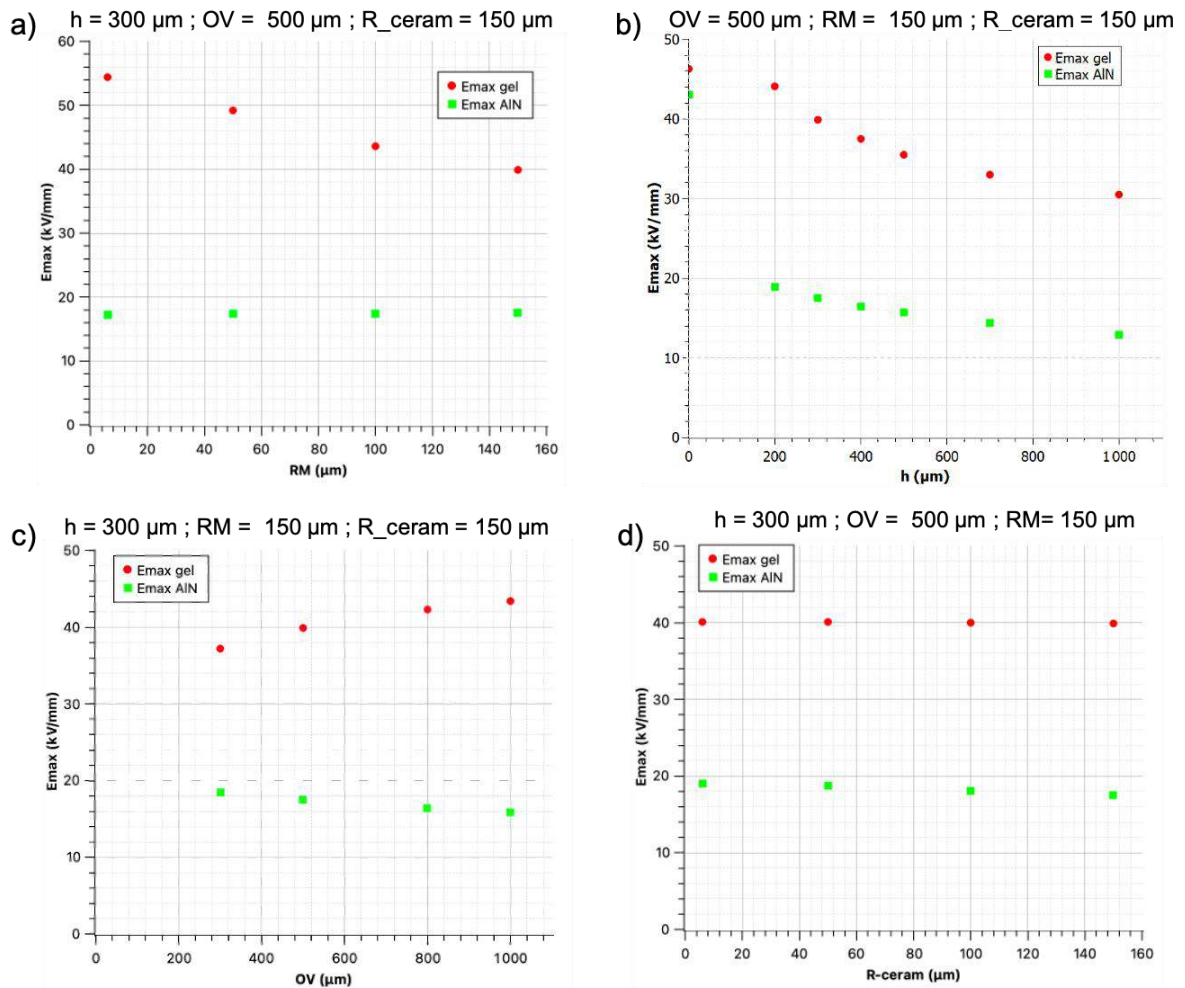 a)
h = 300 µm ; OV = 500 µm ; R_ceram = 150 µm
60
50
40
30
20
10
0
Emax (kV/mm)
Emax gel
Emax AlN
0 20 40 60 80 100 120 140 160
RM (µm)
b)
OV = 500 µm ; RM = 150 µm ; R_ceram = 150 µm
50
40
30
20
10
0
Emax (kV/mm)
Emax gel
Emax AlN
0 200 400 600 800 1000
h (µm)
c)
h = 300 µm ; RM = 150 µm ; R_ceram = 150 µm
50
40
30
20
10
0
Emax (kV/mm)
Emax gel
Emax AlN
0 200 400 600 800 1000
OV (µm)
d)
h = 300 µm ; OV = 500 µm ; RM= 150 µm
50
40
30
20
10
0
Emax (kV/mm)
Emax gel
Emax AlN
0 20 40 60 80 100 120 140 160
R-ceram (µm)